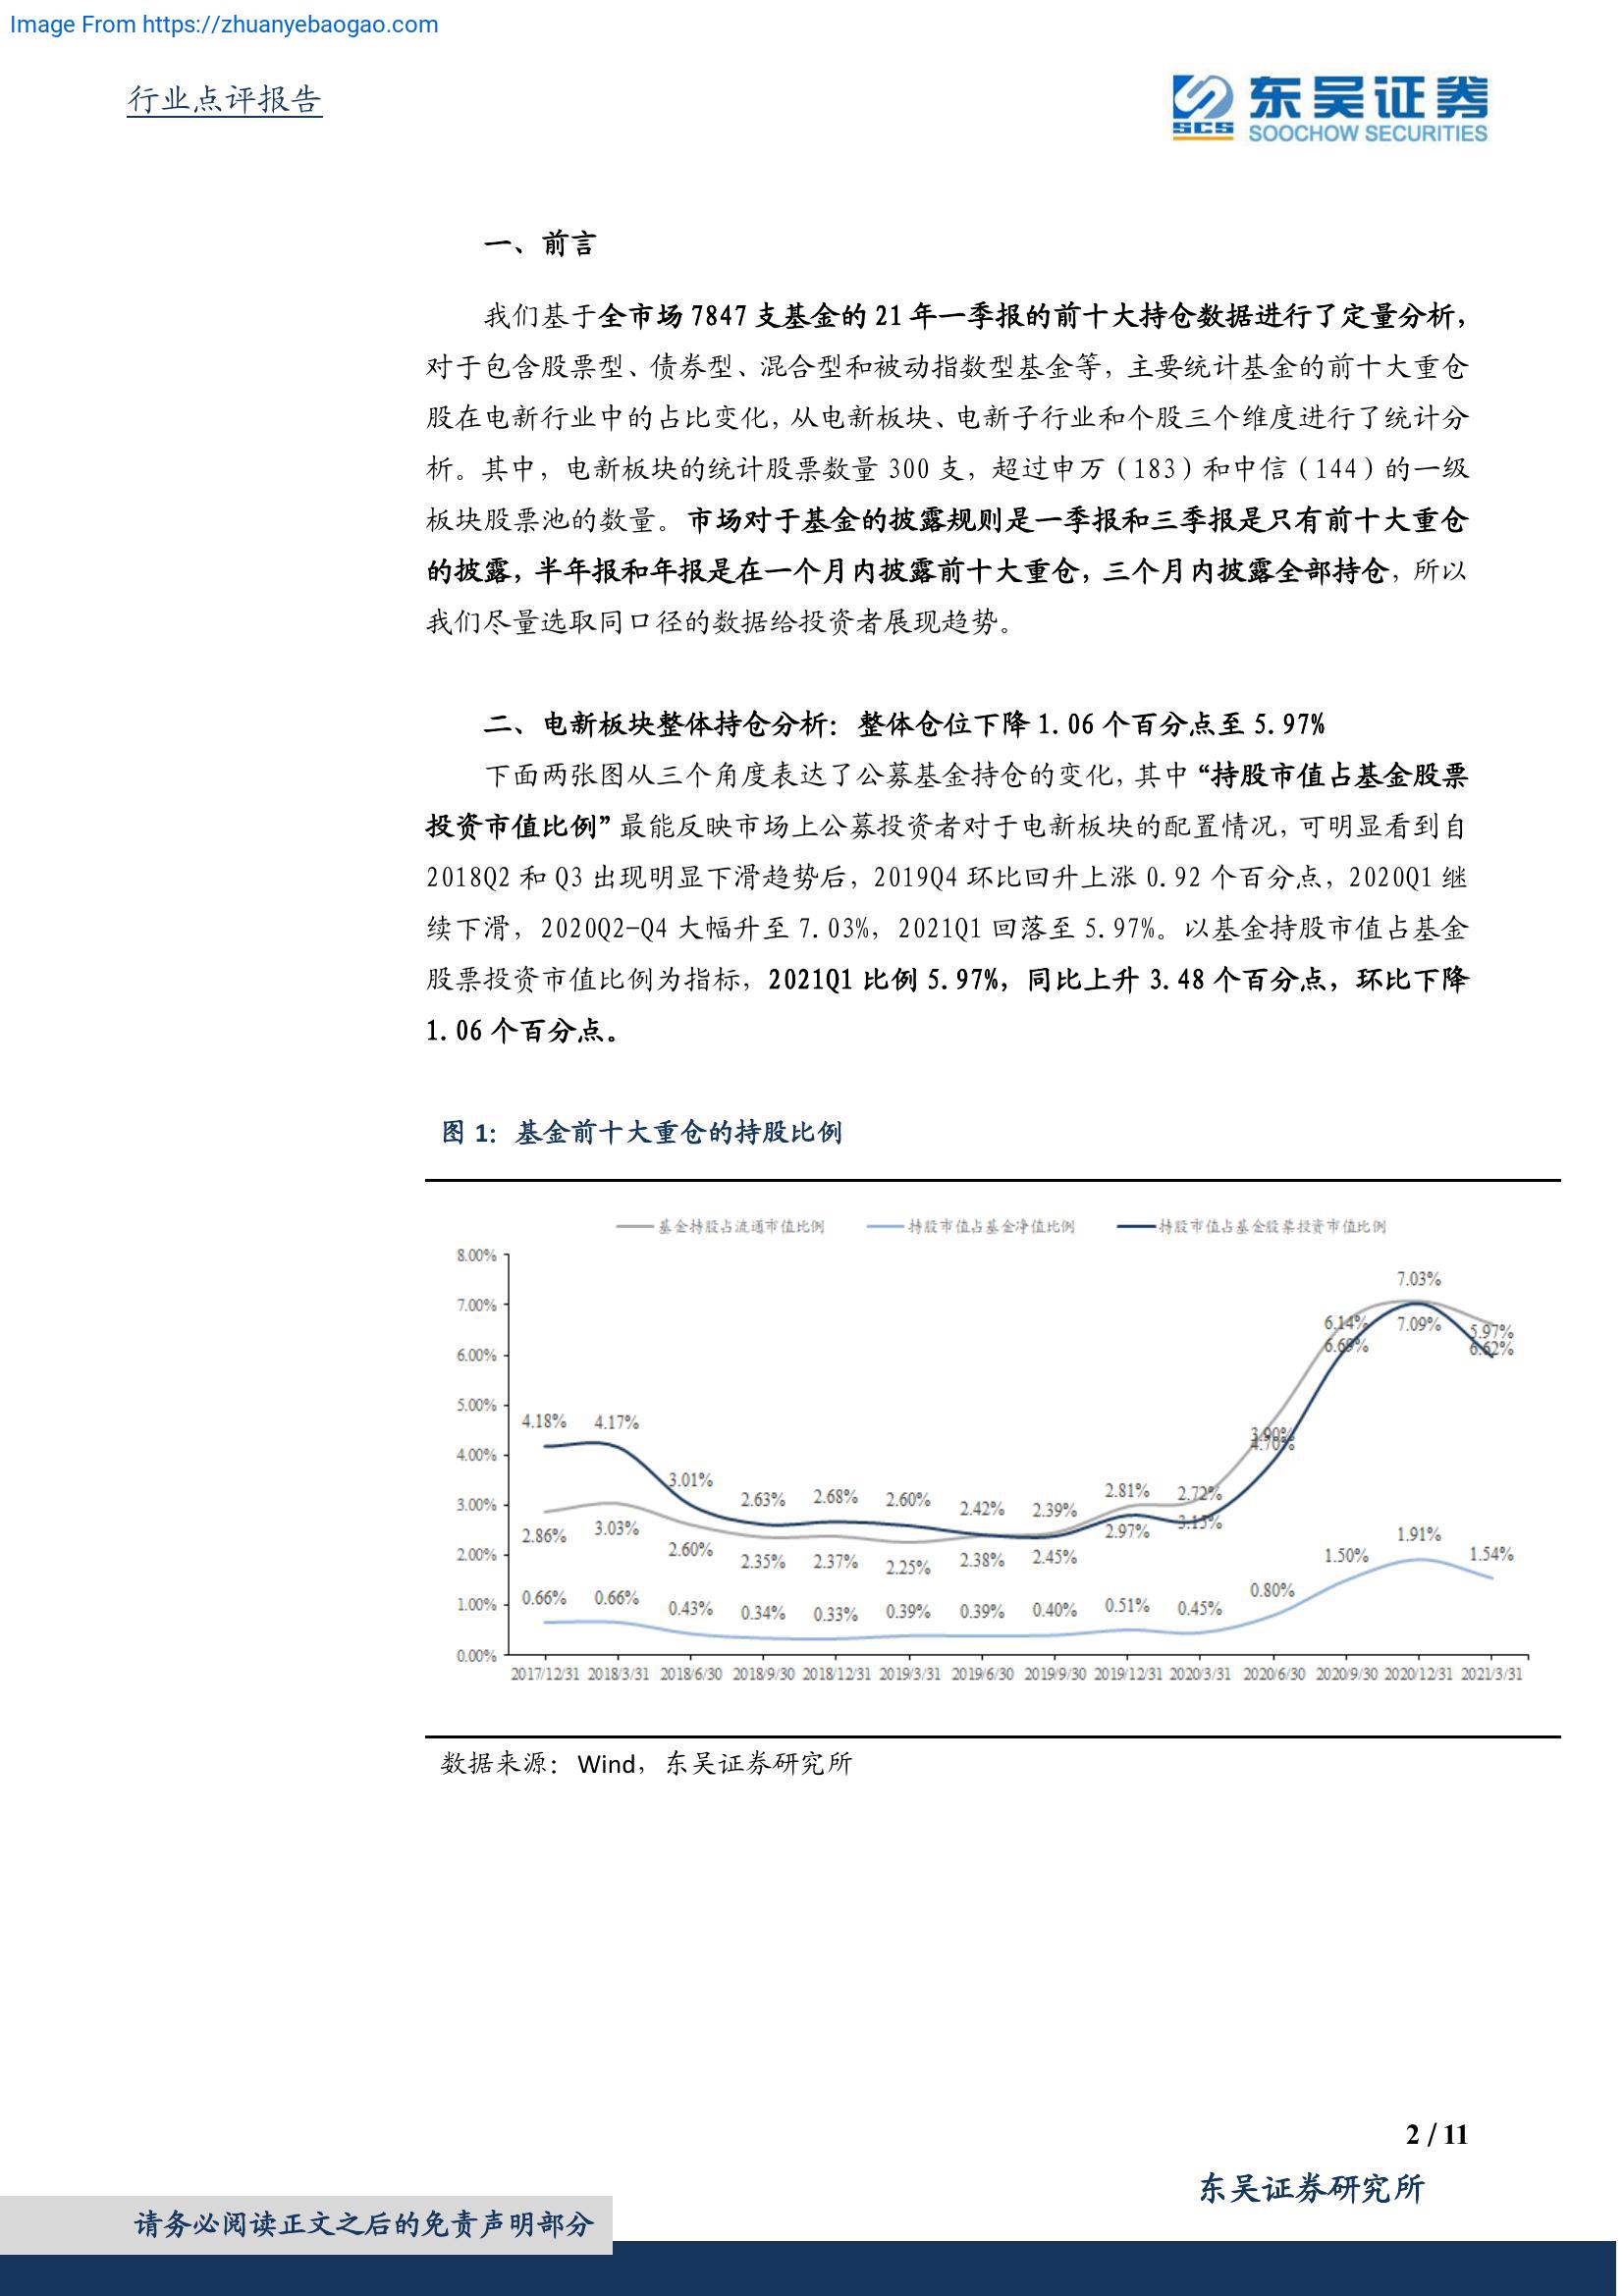 Image From https://zhuanyebaogao.com
行业点评报告
SCS
东吴证券
SOOCHOW SECURITIES
一、前言
我们基于全市场 7847 支基金的 21 年一季报的前十大持仓数据进行了定量分析，
对于包含股票型、债券型、混合型和被动指数型基金等，主要统计基金的前十大重仓
股在电新行业中的占比变化，从电新板块、电新子行业和个股三个维度进行了统计分
析。其中，电新板块的统计股票数量 300 支，超过申万（183）和中信（144）的一级
板块股票池的数量。市场对于基金的披露规则是一季报和三季报是只有前十大重仓
的披露，半年报和年报是在一个月内披露前十大重仓，三个月内披露全部持仓，所以
我们尽量选取同口径的数据给投资者展现趋势。
二、电新板块整体持仓分析：整体仓位下降 1.06 个百分点至 5.97%
下面两张图从三个角度表达了公募基金持仓的变化，其中“持股市值占基金股票
投资市值比例”最能反映市场上公募投资者对于电新板块的配置情况，可明显看到自
2018Q2 和 Q3 出现明显下滑趋势后，2019Q4 环比回升上涨 0.92 个百分点，2020Q1 继
续下滑，2020Q2-Q4 大幅升至 7.03%，2021Q1 回落至 5.97%。以基金持股市值占基金
股票投资市值比例为指标，2021Q1 比例 5.97%，同比上升 3.48 个百分点，环比下降
1.06 个百分点。
图 1：基金前十大重仓的持股比例
基金持股占流通市值比例 持股市值占基金净值比例 持股市值占基金股票投资市值比例
8.00%
7.00%
6.00%
5.00%
4.00%
3.00%
2.00%
1.00%
0.00%
4.18% 4.17% 3.01% 2.63% 2.68% 2.60% 2.42% 2.39% 2.81% 2.72% 3.90% 6.14% 7.03% 5.97%
2.86% 3.03% 2.60% 2.35% 2.37% 2.25% 2.38% 2.45% 2.97% 3.15% 4.70% 6.69% 7.09% 6.62%
0.66% 0.66% 0.43% 0.34% 0.33% 0.39% 0.39% 0.40% 0.51% 0.45% 0.80% 1.50% 1.91% 1.54%
2017/12/31 2018/3/31 2018/6/30 2018/9/30 2018/12/31 2019/3/31 2019/6/30 2019/9/30 2019/12/31 2020/3/31 2020/6/30 2020/9/30 2020/12/31 2021/3/31
数据来源：Wind，东吴证券研究所
2 / 11
东吴证券研究所
请务必阅读正文之后的免责声明部分